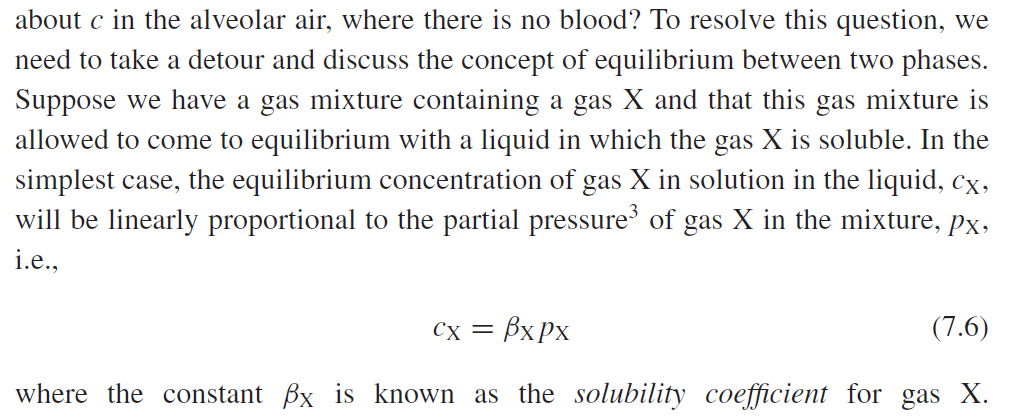 about c in the alveolar air, where there is no blood? To resolve this question, we
need to take a detour and discuss the concept of equilibrium between two phases.
Suppose we have a gas mixture containing a gas X and that this gas mixture is
allowed to come to equilibrium with a liquid in which the gas X is soluble. In the
simplest case, the equilibrium concentration of gas X in solution in the liquid, cX,
will be linearly proportional to the partial pressure³ of gas X in the mixture, pX,
i.e.,
cX = βX pX (7.6)
where the constant βX is known as the solubility coefficient for gas X.